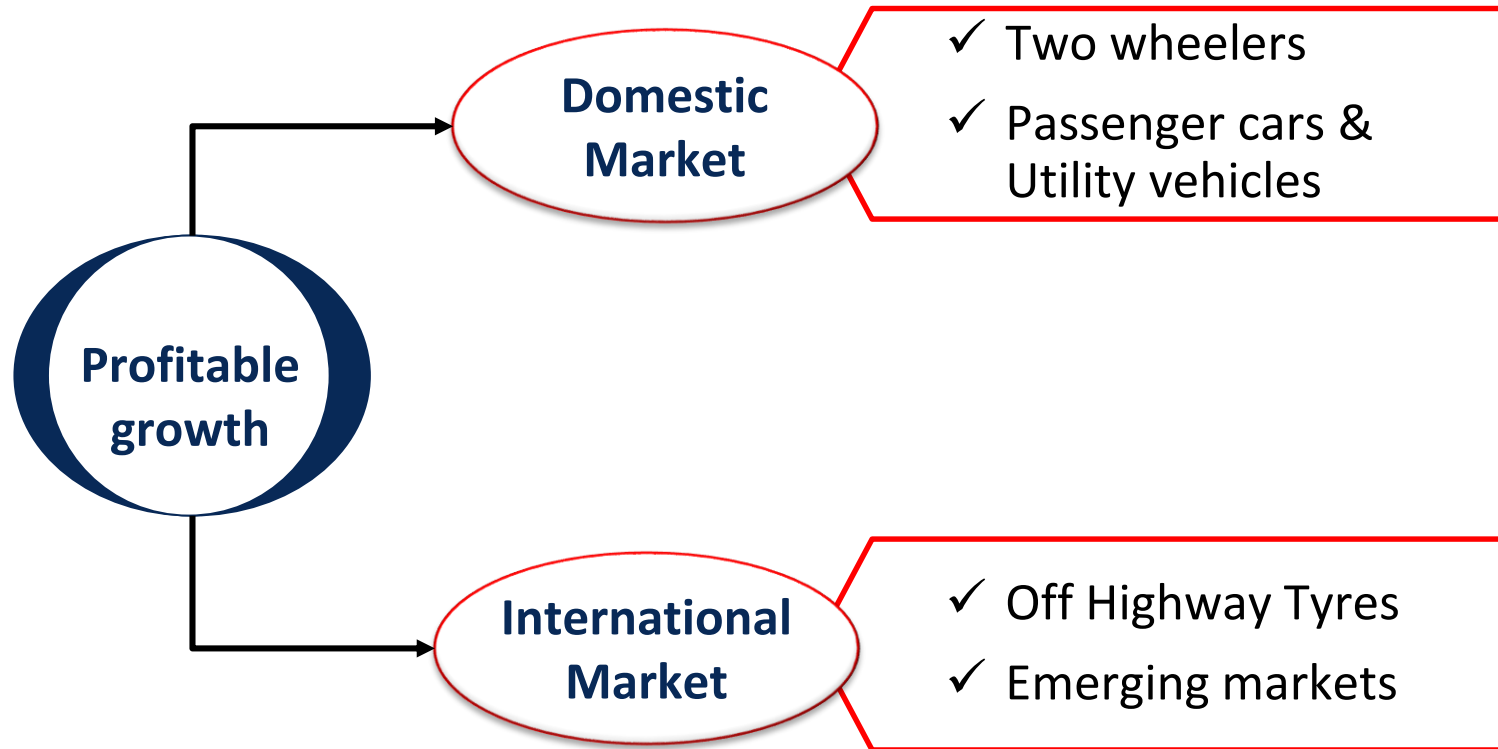 Domestic
Market
✓ Two wheelers
✓ Passenger cars &
Utility vehicles
Profitable
growth
International
Market
✓ Off Highway Tyres
✓ Emerging markets